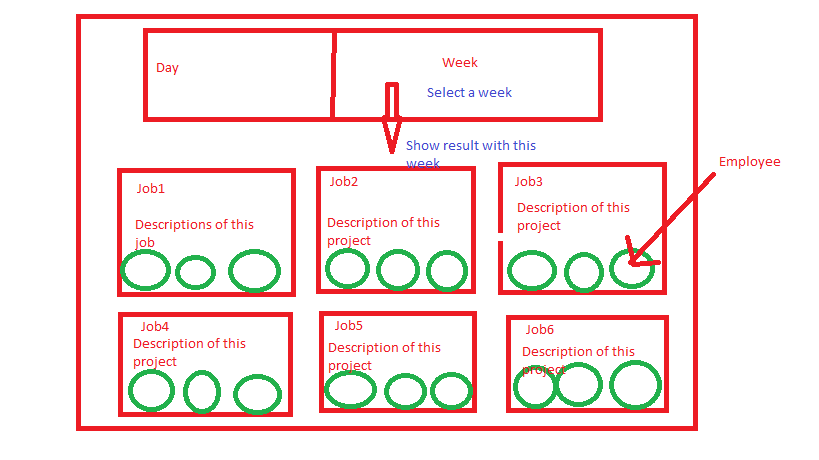 Day
Week
Select a week
Show result with this
week
Employee
Job1
Descriptions of this
job
Job2
Description of this
project
Job3
Description of this
project
Job4
Description of this
project
Job5
Description of this
project
Job6
Description of this
project